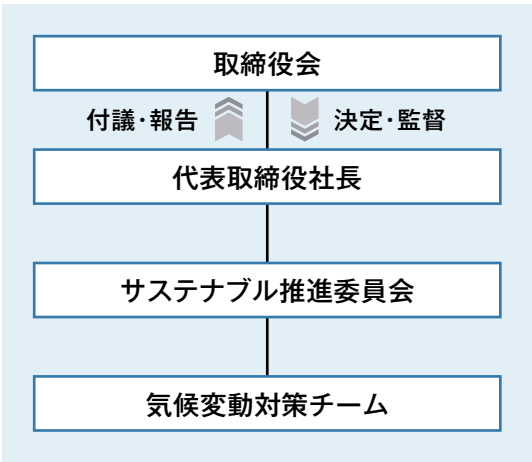 取締役会
付議・報告 決定・監督
代表取締役社長
サステナブル推進委員会
気候変動対策チーム